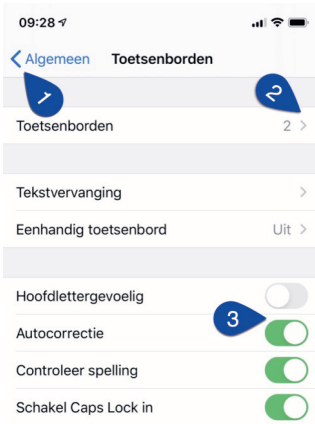 09:28
Algemeen Toetsenborden
1
2
Toetsenborden 2
Tekstvervanging
Eenhandig toetsenbord Uit
Hoofdlettergevoelig
3
Autocorrectie
Controleer spelling
Schakel Caps Lock in